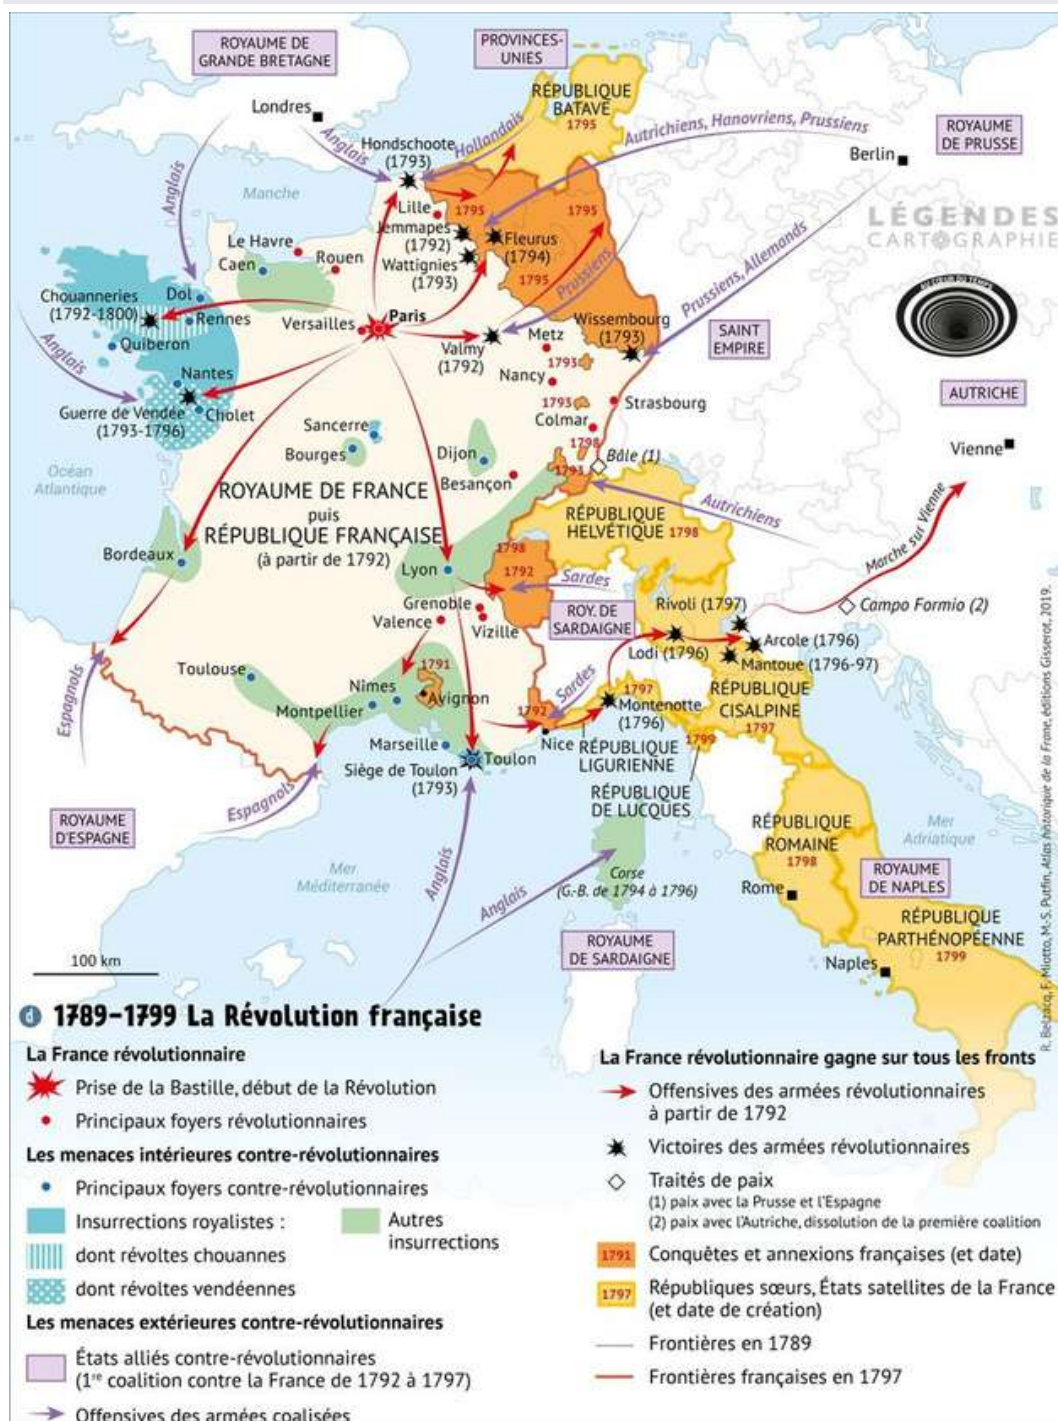 ROYAUME DE
GRANDE BRETAGNE
PROVINCES-
UNIES
RÉPUBLIQUE
BATAVE
1795
Londres
Anglais
Hondschoote
(1793)
Hollandais
Autrichiens, Hanovriens, Prussiens
ROYAUME
DE PRUSSE
Berlin
Anglais
Manche
LÉGENDES
CARTOGRAPHIE
AU CŒUR DU TEMPS
Lille
1795
1795
Jemmapes
(1792)
Fleurus
(1794)
Wattignies
(1793)
1795
Prussiens
Prussiens, Allemands
Le Havre
Caen
Rouen
Chouanneries
(1792-1800)
Dol
Rennes
Quiberon
Versailles
Paris
Valmy
(1792)
Metz
Wissembourg
(1793)
SAINT
EMPIRE
1793
Nancy
1793
Strasbourg
Colmar
1798
AUTRICHE
Vienne
Anglais
Nantes
Guerre de Vendée
(1793-1796)
Cholet
Sancerre
Bourges
Dijon
Besançon
1793
Bâle (1)
Autrichiens
Océan
Atlantique
ROYAUME DE FRANCE
puis
RÉPUBLIQUE FRANÇAISE
(à partir de 1792)
RÉPUBLIQUE
HELVÉTIQUE 1798
Marche sur Vienne
Bordeaux
Lyon
1798
1792
Sardes
Grenoble
Valence
Vizille
ROY. DE
SARDAIGNE
Rivoli (1797)
Campo Formio (2)
Lodi (1796)
Arcole (1796)
Mantoue (1796-97)
Toulouse
1791
Nîmes
Avignon
Montpellier
1792
Sardes
1797
Montenotte
(1796)
RÉPUBLIQUE
CISALPINE
1797
Espagnols
Marseille
Nice
RÉPUBLIQUE
LIGURIENNE
1799
Siège de Toulon
(1793)
Toulon
RÉPUBLIQUE
DE LUCQUES
Espagnols
ROYAUME
D'ESPAGNE
Mer
Méditerranée
Anglais
Anglais
Corse
(G.-B. de 1794 à 1796)
RÉPUBLIQUE
ROMAINE
1798
Mer
Adriatique
ROYAUME
DE NAPLES
Rome
RÉPUBLIQUE
PARTHÉNOPÉENNE
1799
Naples
ROYAUME
DE SARDAIGNE
100 km
R. Belzacq, F. Miotto, M.-S. Putfin, Atlas historique de la Frane, éditions Gisserot, 2019.
d 1789-1799 La Révolution française
La France révolutionnaire
Prise de la Bastille, début de la Révolution
Principaux foyers révolutionnaires
Les menaces intérieures contre-révolutionnaires
Principaux foyers contre-révolutionnaires
Insurrections royalistes :
Autres
insurrections
dont révoltes chouannes
dont révoltes vendéennes
Les menaces extérieures contre-révolutionnaires
États alliés contre-révolutionnaires
(1re coalition contre la France de 1792 à 1797)
Offensives des armées coalisées
La France révolutionnaire gagne sur tous les fronts
Offensives des armées révolutionnaires
à partir de 1792
Victoires des armées révolutionnaires
Traités de paix
(1) paix avec la Prusse et l'Espagne
(2) paix avec l'Autriche, dissolution de la première coalition
1791 Conquêtes et annexions françaises (et date)
1797 Républiques sœurs, États satellites de la France
(et date de création)
Frontières en 1789
Frontières françaises en 1797